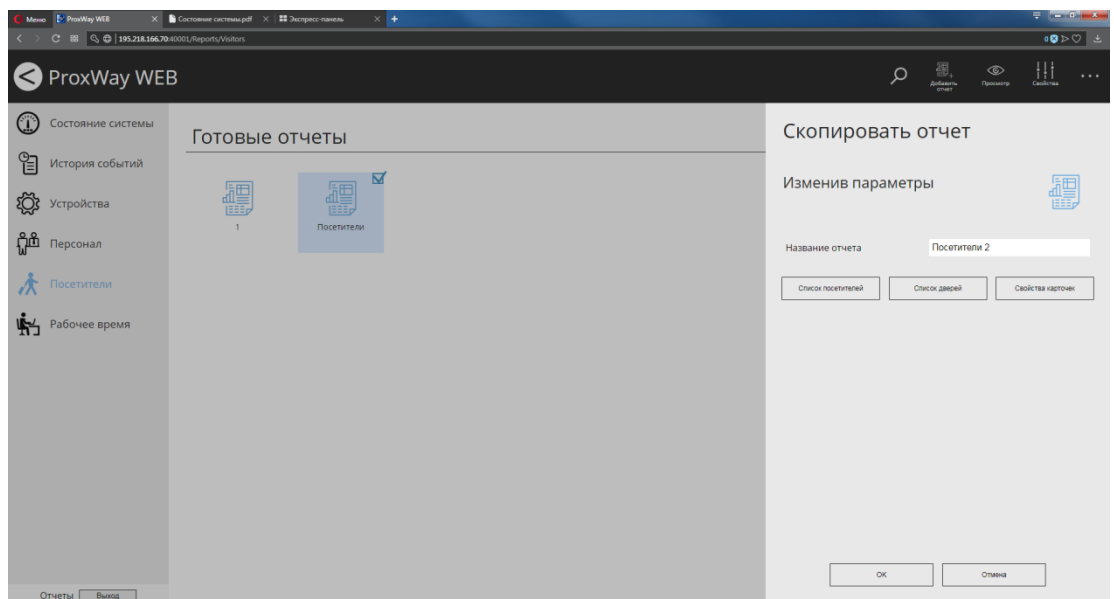 Меню
ProxWay WEB
Состояние системы.pdf
Экспресс-панель
195.218.166.70:40001/Reports/Visitors
0
ProxWay WEB
Добавить отчет
Просмотр
Свойства
Состояние системы
История событий
Устройства
Персонал
Посетители
Рабочее время
Отчеты
Выход
Готовые отчеты
1
Посетители
Скопировать отчет
Изменив параметры
Название отчета
Посетители 2
Список посетителей
Список дверей
Свойства карточек
OK
Отмена